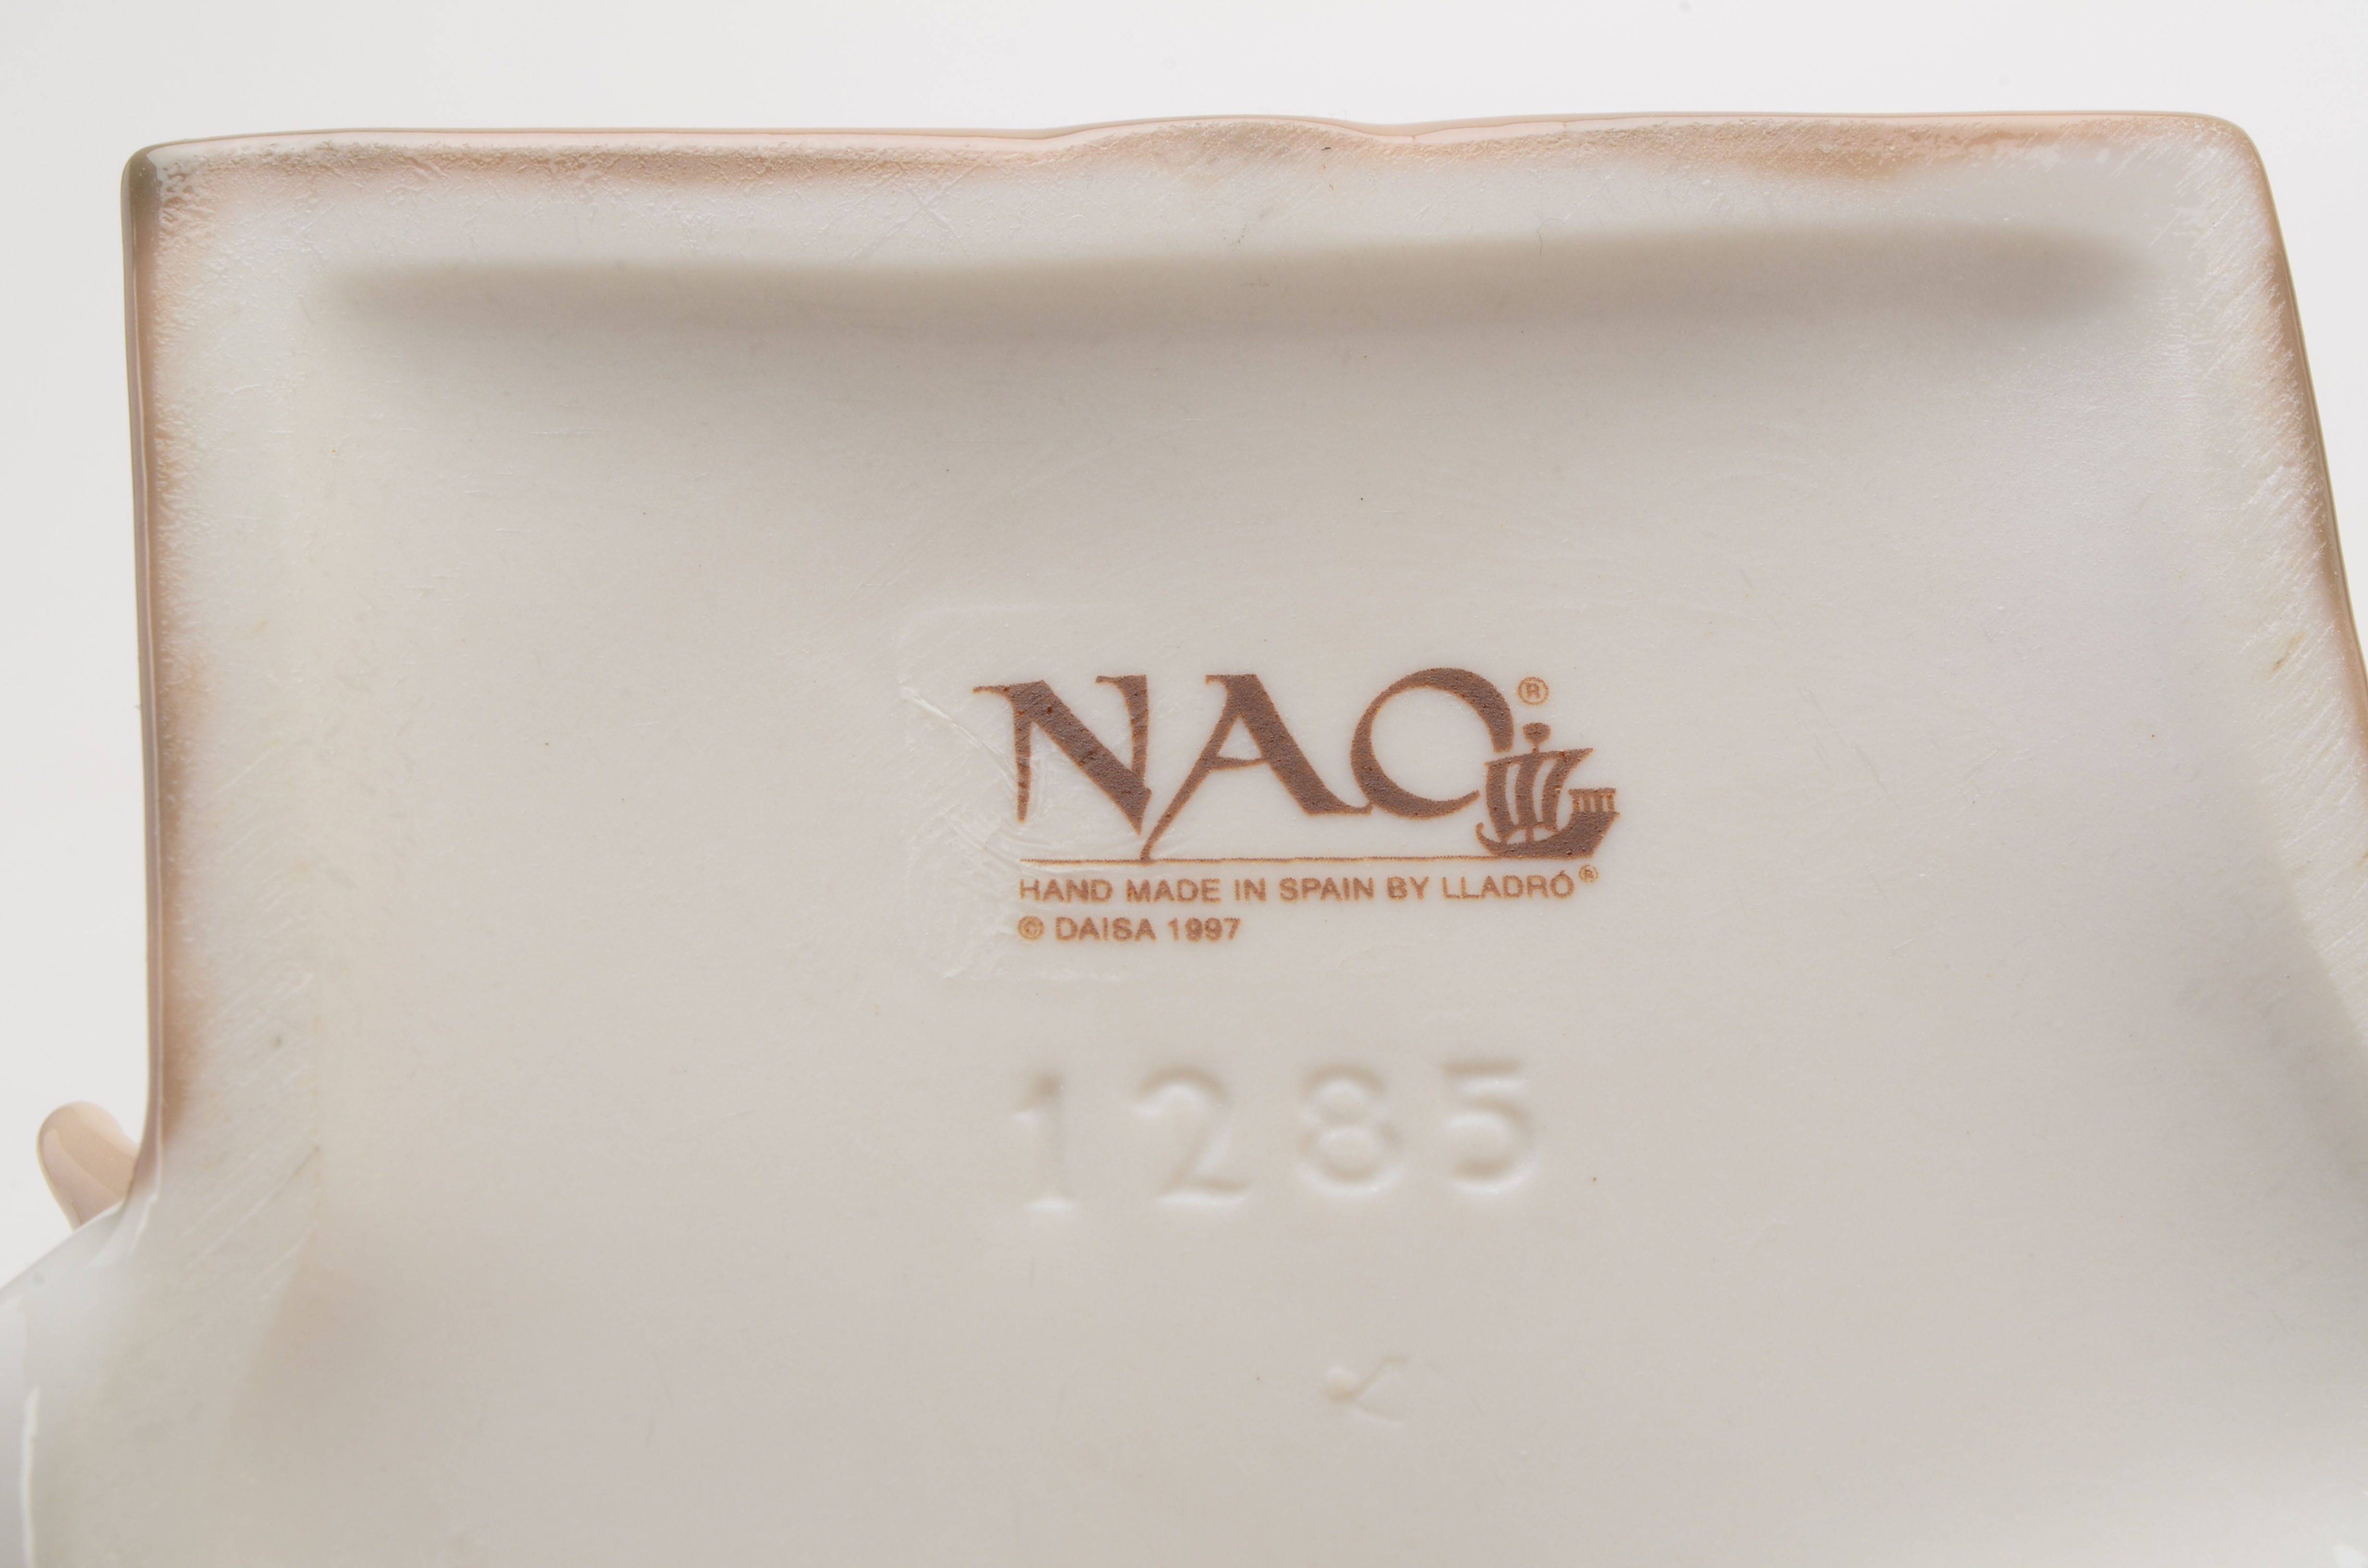 NAO®
HAND MADE IN SPAIN BY LLADRÓ®
© DAISA 1997
1285